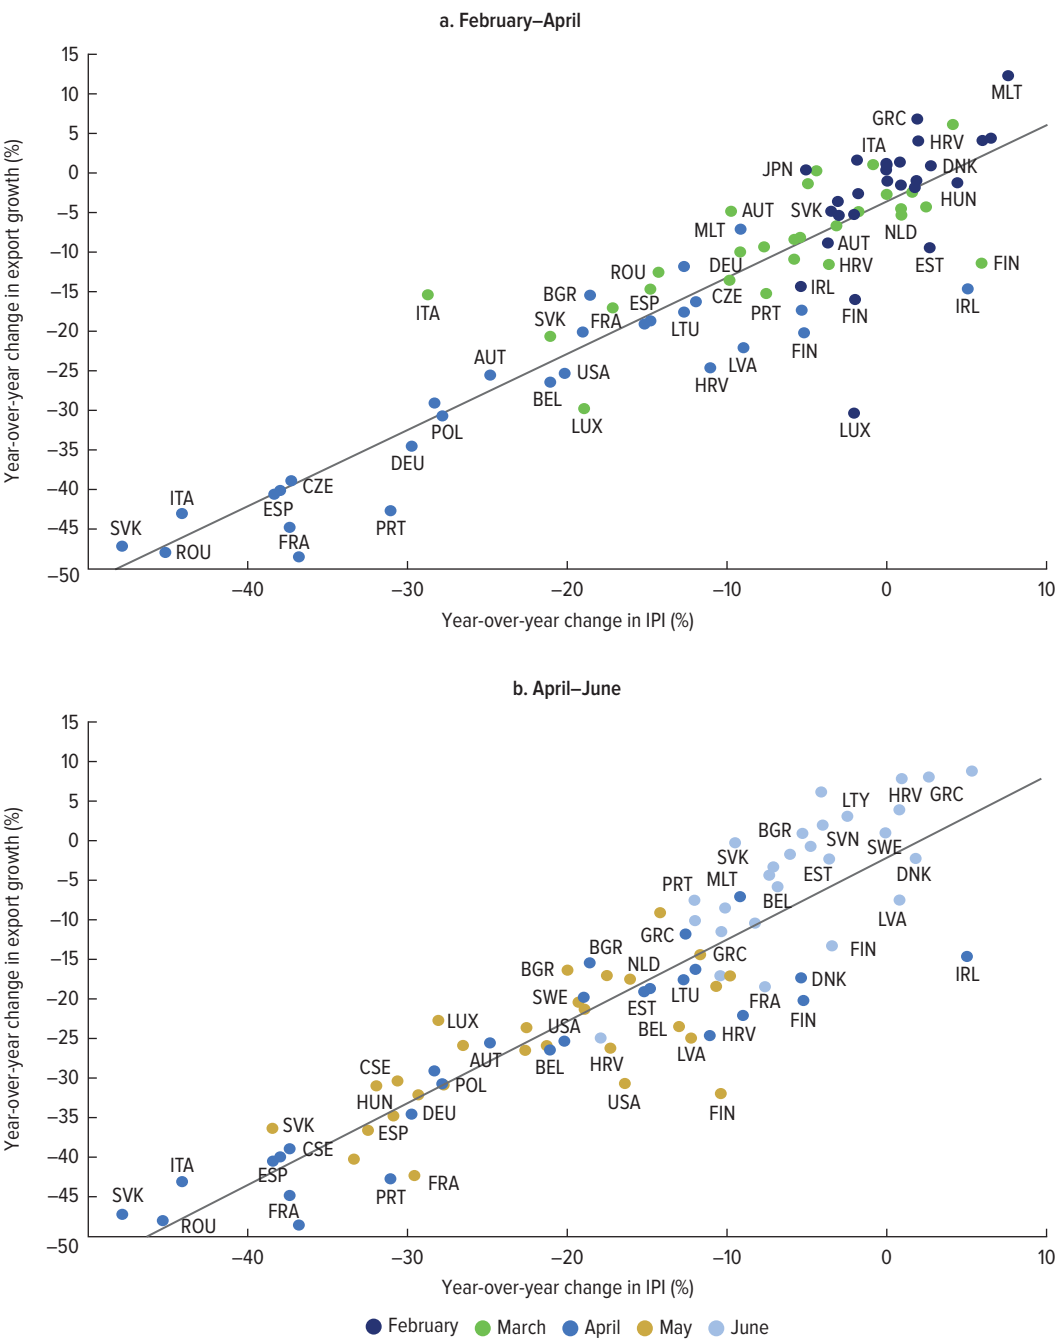 a. February–April
Year-over-year change in export growth (%)
15
10
5
0
–5
–10
–15
–20
–25
–30
–35
–40
–45
–50
MLT
GRC
ITA
HRV
JPN
DNK
HUN
AUT
SVK
MLT
NLD
AUT
EST
ROU
DEU
HRV
FIN
BGR
ESP
CZE
IRL
PRT
FIN
IRL
ITA
SVK
FRA
LTU
FIN
AUT
USA
LVA
HRV
BEL
LUX
LUX
POL
DEU
CZE
ITA
ESP
PRT
SVK
FRA
ROU
–40
–30
–20
–10
0
10
Year-over-year change in IPI (%)
b. April–June
Year-over-year change in export growth (%)
15
10
5
0
–5
–10
–15
–20
–25
–30
–35
–40
–45
–50
HRV
GRC
LTY
BGR
SVN
SWE
SVK
EST
DNK
PRT
MLT
BEL
LVA
GRC
BGR
GRC
FIN
BGR
NLD
IRL
SWE
EST
LTU
FRA
DNK
LUX
USA
BEL
HRV
FIN
AUT
BEL
HRV
LVA
CSE
POL
USA
HUN
DEU
FIN
SVK
ESP
CSE
ITA
ESP
PRT
FRA
SVK
FRA
ROU
–40
–30
–20
–10
0
10
Year-over-year change in IPI (%)
February
March
April
May
June